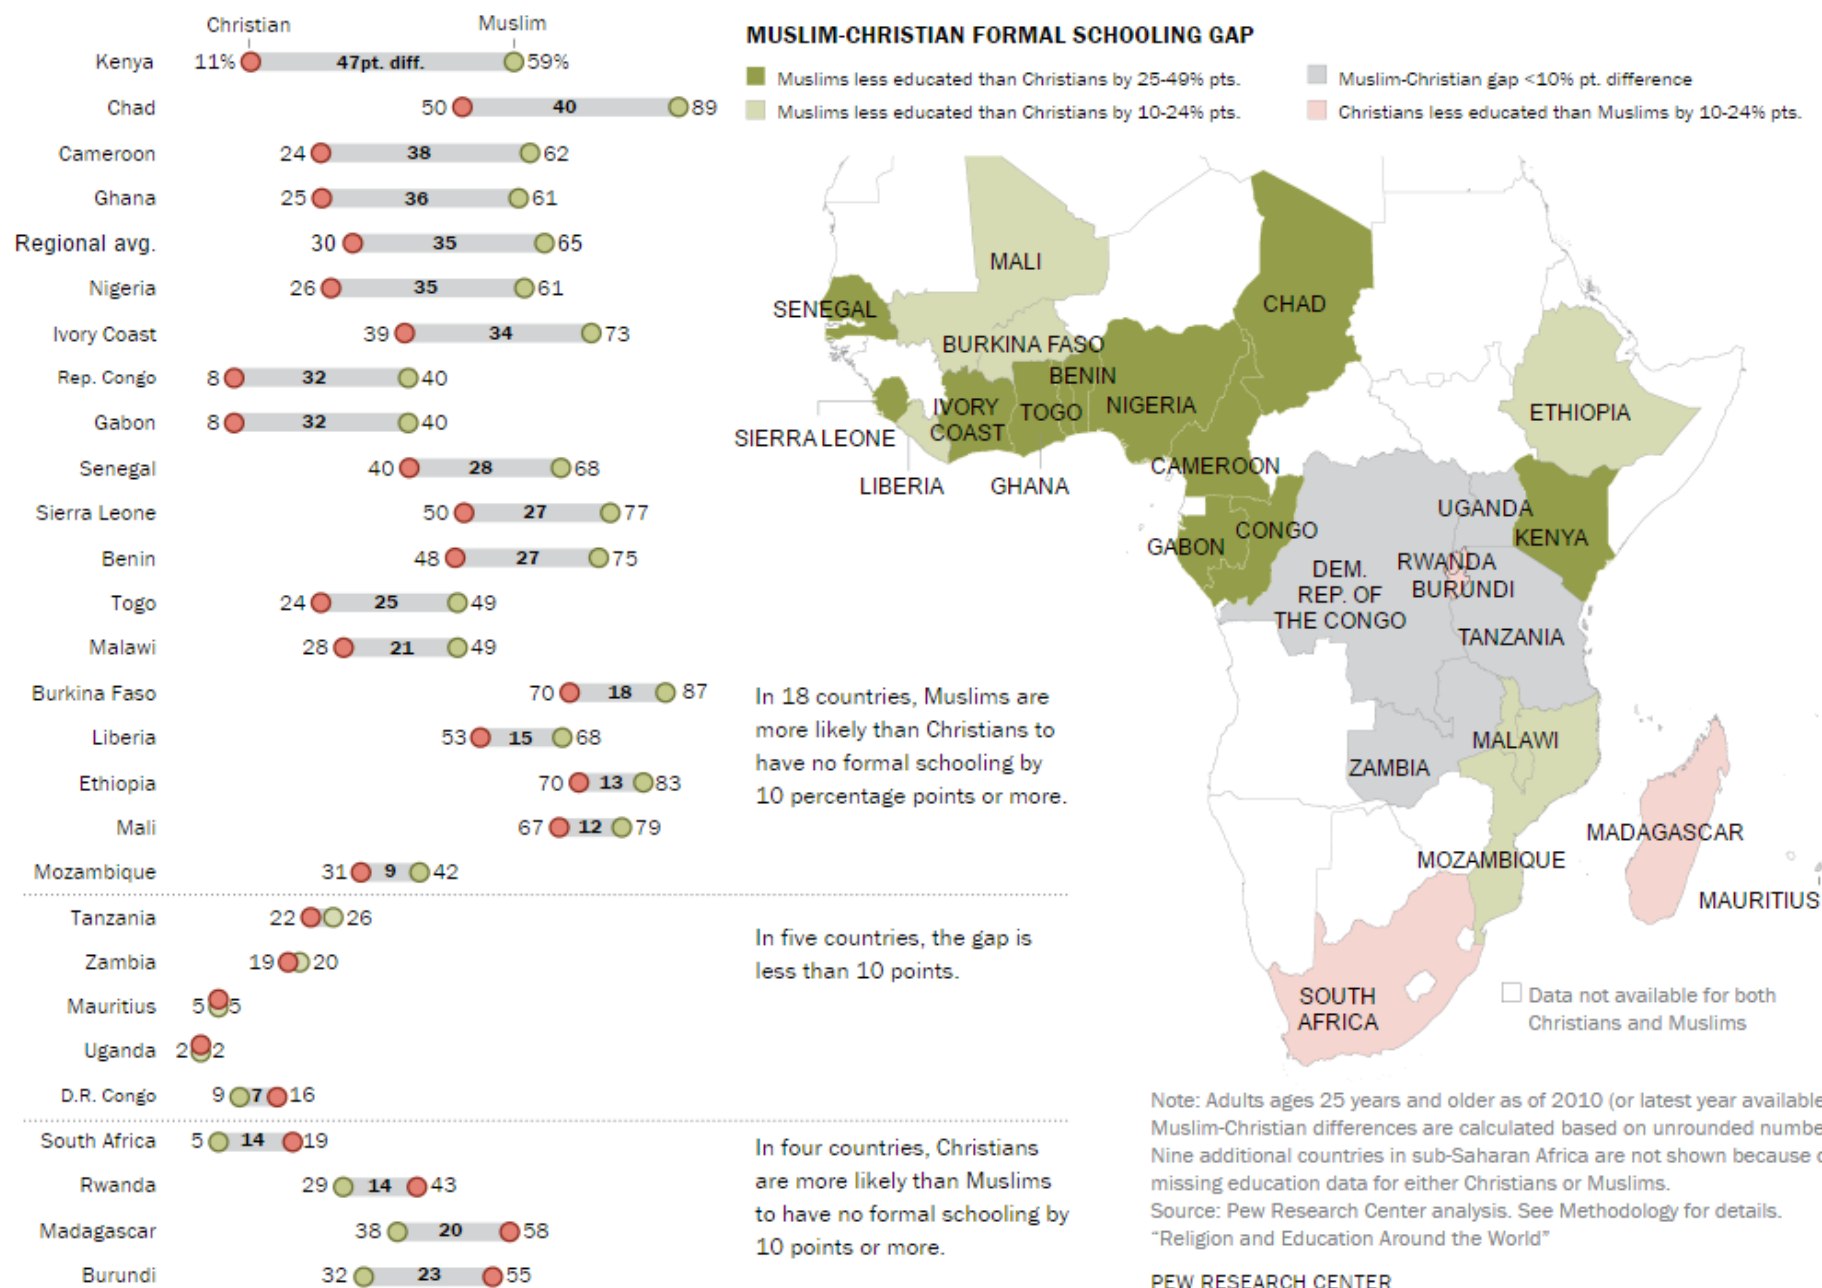 Christian Muslim
Kenya 11% 47pt. diff. 59%
Chad 50 40 89
Cameroon 24 38 62
Ghana 25 36 61
Regional avg. 30 35 65
Nigeria 26 35 61
Ivory Coast 39 34 73
Rep. Congo 8 32 40
Gabon 8 32 40
Senegal 40 28 68
Sierra Leone 50 27 77
Benin 48 27 75
Togo 24 25 49
Malawi 28 21 49
Burkina Faso 70 18 87
Liberia 53 15 68
Ethiopia 70 13 83
Mali 67 12 79
Mozambique 31 9 42
Tanzania 22 26
Zambia 19 20
Mauritius 5 5
Uganda 2 2
D.R. Congo 9 7 16
South Africa 5 14 19
Rwanda 29 14 43
Madagascar 38 20 58
Burundi 32 23 55
In 18 countries, Muslims are
more likely than Christians to
have no formal schooling by
10 percentage points or more.
In five countries, the gap is
less than 10 points.
In four countries, Christians
are more likely than Muslims
to have no formal schooling by
10 points or more.
MUSLIM-CHRISTIAN FORMAL SCHOOLING GAP
Muslims less educated than Christians by 25-49% pts.
Muslims less educated than Christians by 10-24% pts.
Muslim-Christian gap <10% pt. difference
Christians less educated than Muslims by 10-24% pts.
MALI
SENEGAL
CHAD
BURKINA FASO
BENIN
IVORY
COAST
TOGO
NIGERIA
ETHIOPIA
SIERRA LEONE
CAMEROON
LIBERIA
GHANA
UGANDA
CONGO
KENYA
GABON
RWANDA
DEM.
REP. OF
THE CONGO
BURUNDI
TANZANIA
MALAWI
ZAMBIA
MADAGASCAR
MOZAMBIQUE
MAURITIUS
SOUTH
AFRICA
Data not available for both
Christians and Muslims
Note: Adults ages 25 years and older as of 2010 (or latest year available
Muslim-Christian differences are calculated based on unrounded numbe
Nine additional countries in sub-Saharan Africa are not shown because
missing education data for either Christians or Muslims.
Source: Pew Research Center analysis. See Methodology for details.
“Religion and Education Around the World”
PEW RESEARCH CENTER